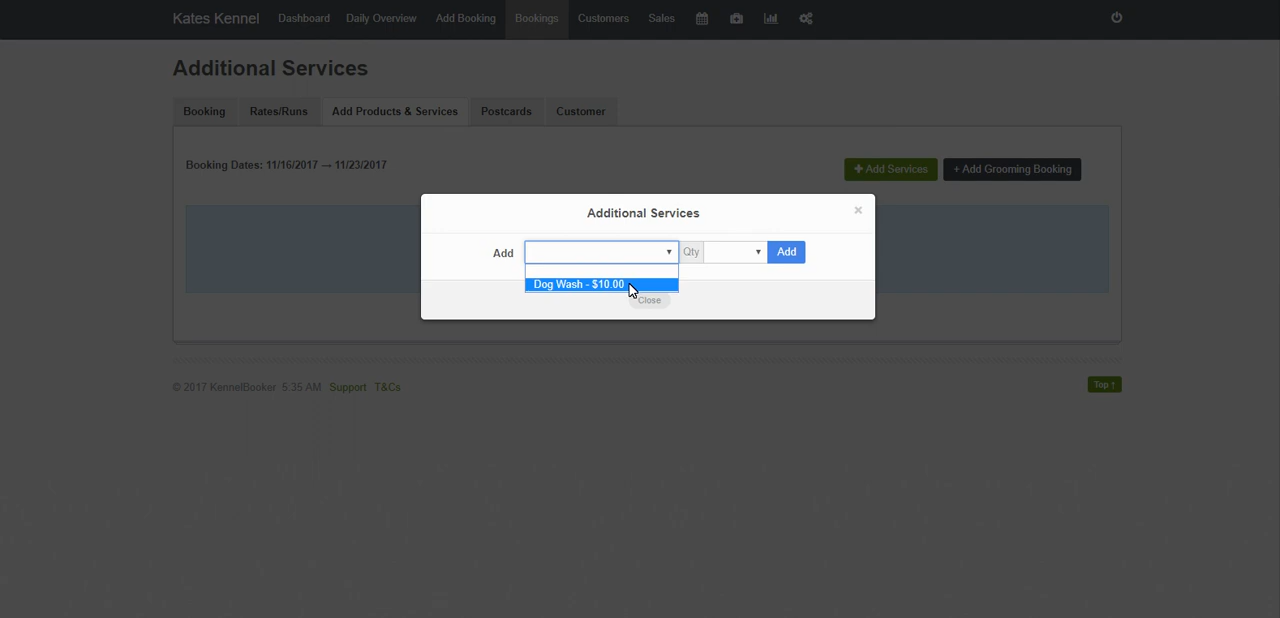 Kates Kennel Dashboard Daily Overview Add Booking Bookings Customers Sales
Additional Services
Booking Rates/Runs Add Products & Services Postcards Customer
Booking Dates: 11/16/2017 → 11/23/2017
+ Add Services + Add Grooming Booking
Additional Services ×
Add Qty Add
Dog Wash - $10.00
Close
© 2017 KennelBooker 5:35 AM Support T&Cs Top ↑